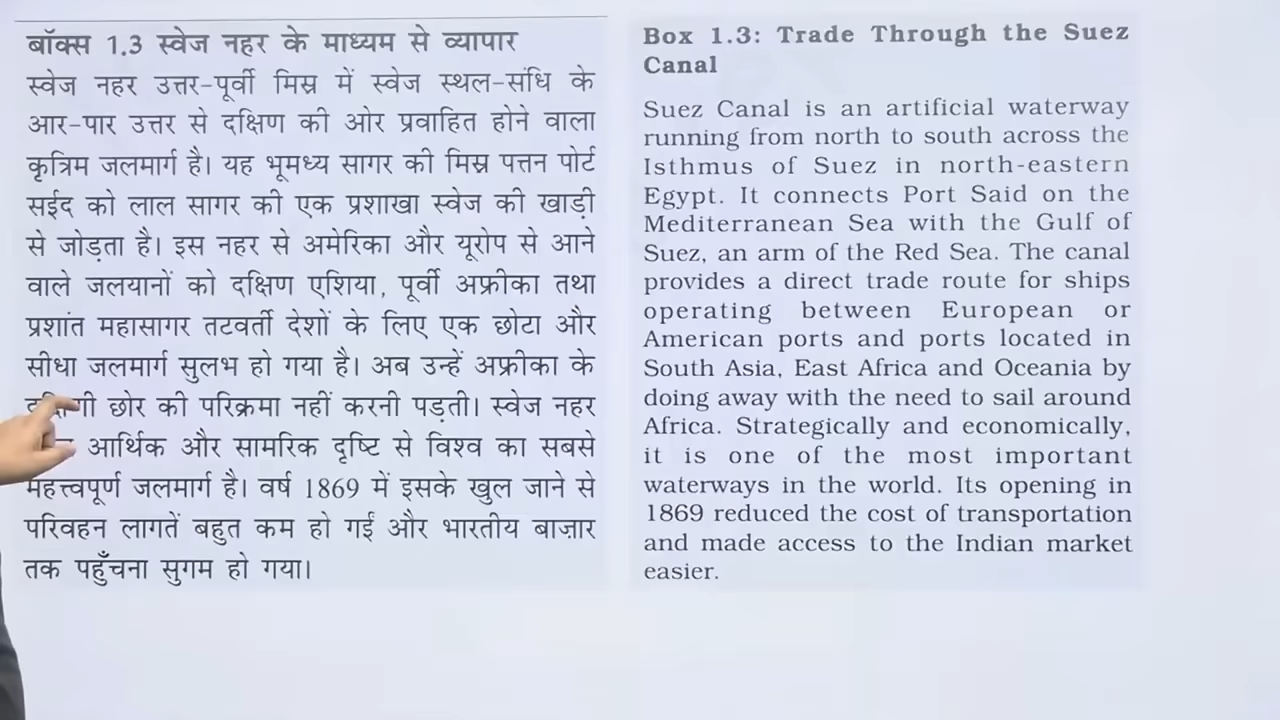 बॉक्स 1.3 स्वेज नहर के माध्यम से व्यापार
स्वेज नहर उत्तर-पूर्वी मिस्र में स्वेज स्थल-संधि के
आर-पार उत्तर से दक्षिण की ओर प्रवाहित होने वाला
कृत्रिम जलमार्ग है। यह भूमध्य सागर की मिस्र पत्तन पोर्ट
सईद को लाल सागर की एक प्रशाखा स्वेज की खाड़ी
से जोड़ता है। इस नहर से अमेरिका और यूरोप से आने
वाले जलयानों को दक्षिण एशिया, पूर्वी अफ्रीका तथा
प्रशांत महासागर तटवर्ती देशों के लिए एक छोटा और
सीधा जलमार्ग सुलभ हो गया है। अब उन्हें अफ्रीका के
छोर की परिक्रमा नहीं करनी पड़ती। स्वेज नहर
आर्थिक और सामरिक दृष्टि से विश्व का सबसे
महत्त्वपूर्ण जलमार्ग है। वर्ष 1869 में इसके खुल जाने से
परिवहन लागतें बहुत कम हो गईं और भारतीय बाज़ार
तक पहुँचना सुगम हो गया।
Box 1.3: Trade Through the Suez
Canal
Suez Canal is an artificial waterway
running from north to south across the
Isthmus of Suez in north-eastern
Egypt. It connects Port Said on the
Mediterranean Sea with the Gulf of
Suez, an arm of the Red Sea. The canal
provides a direct trade route for ships
operating between European or
American ports and ports located in
South Asia, East Africa and Oceania by
doing away with the need to sail around
Africa. Strategically and economically,
it is one of the most important
waterways in the world. Its opening in
1869 reduced the cost of transportation
and made access to the Indian market
easier.